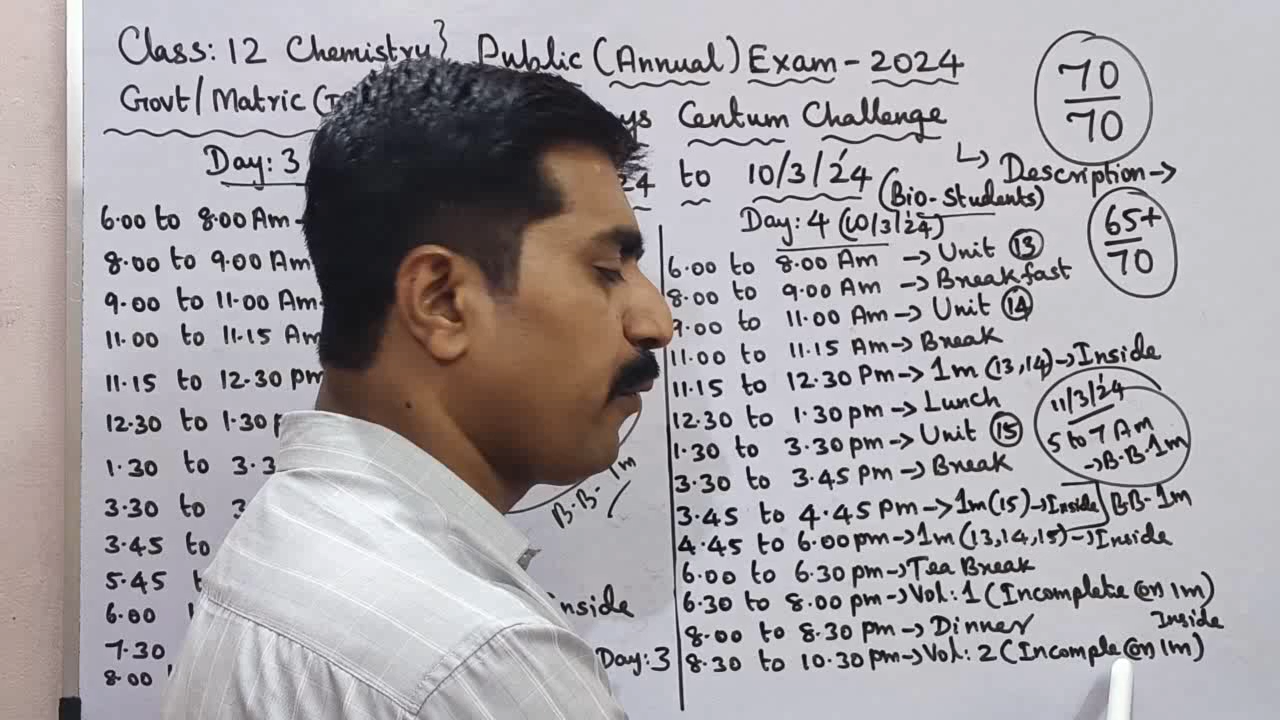 Class: 12 Chemistry} Public (Annual) Exam - 2024
Govt/Matric
Centum Challenge
70/70
24 to 10/3/24
(Bio-Students)
↳ Description →
65+/70
Day: 3
6.00 to 8.00 Am
8.00 to 9.00 Am
9.00 to 11.00 Am
11.00 to 11.15 Am
11.15 to 12.30 pm
12.30 to 1.30 p
1.30 to 3.3
3.30 to 3
3.45 to
5.45
6.00
7.30
8.00
B.B- 1m
inside
Day: 3
Day: 4 (10/3/24)
6.00 to 8.00 Am → Unit 13
8.00 to 9.00 Am → Breakfast
9.00 to 11.00 Am → Unit 14
11.00 to 11.15 Am → Break
11.15 to 12.30 Pm → 1m (13,14) → Inside
12.30 to 1.30 pm → Lunch
1.30 to 3.30 pm → Unit 15
3.30 to 3.45 pm → Break
3.45 to 4.45 pm → 1m (15) → Inside] BB-1m
4.45 to 6.00 pm → 1m (13,14,15) → Inside
6.00 to 6.30 pm → Tea Break
6.30 to 8.00 pm → Vol: 1 (Incomplete @n 1m)
Inside
8.00 to 8.30 pm → Dinner
8.30 to 10.30 pm → Vol: 2 (Incomple @n 1m)
11/3/24
5 to 7 Am
→ B.B. 1m